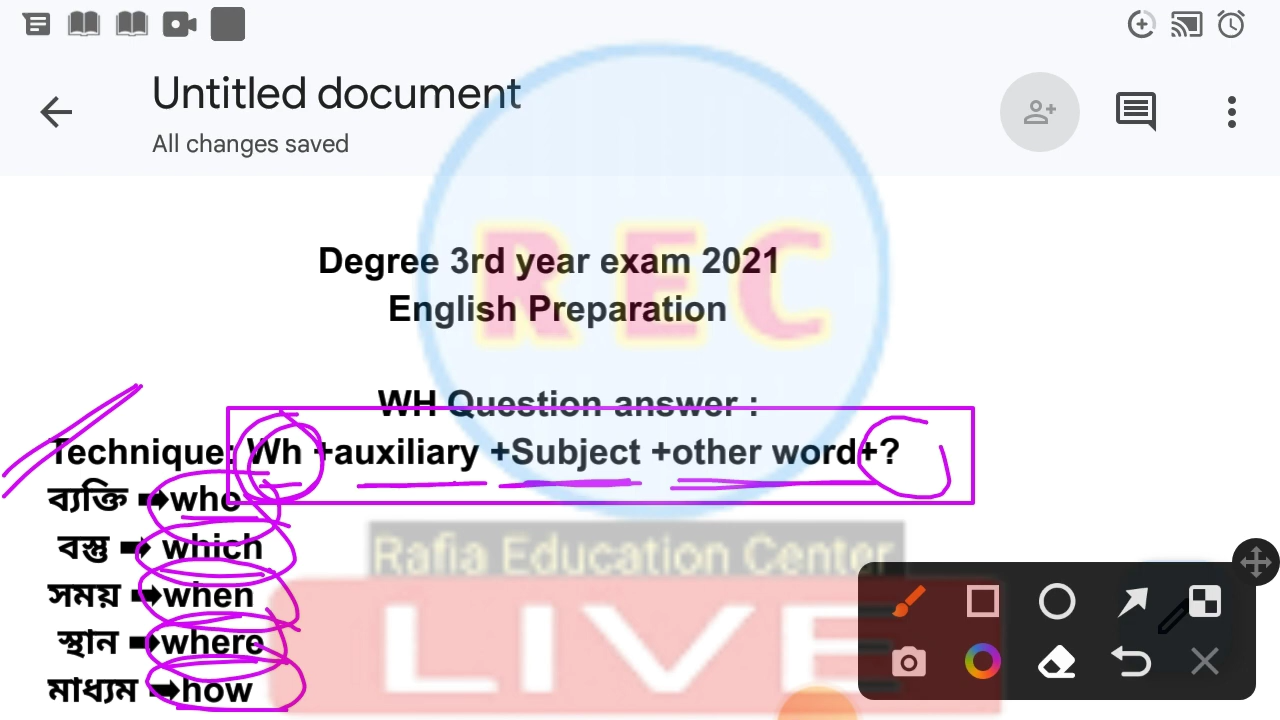 Untitled document
All changes saved
REC
Degree 3rd year exam 2021
English Preparation
WH Question answer :
Technique: Wh +auxiliary +Subject +other word+?
ব্যক্তি ➡who
বস্তু ➡ which
সময় ➡when
স্থান ➡where
মাধ্যম ➡how
Rafia Education Center
LIVE